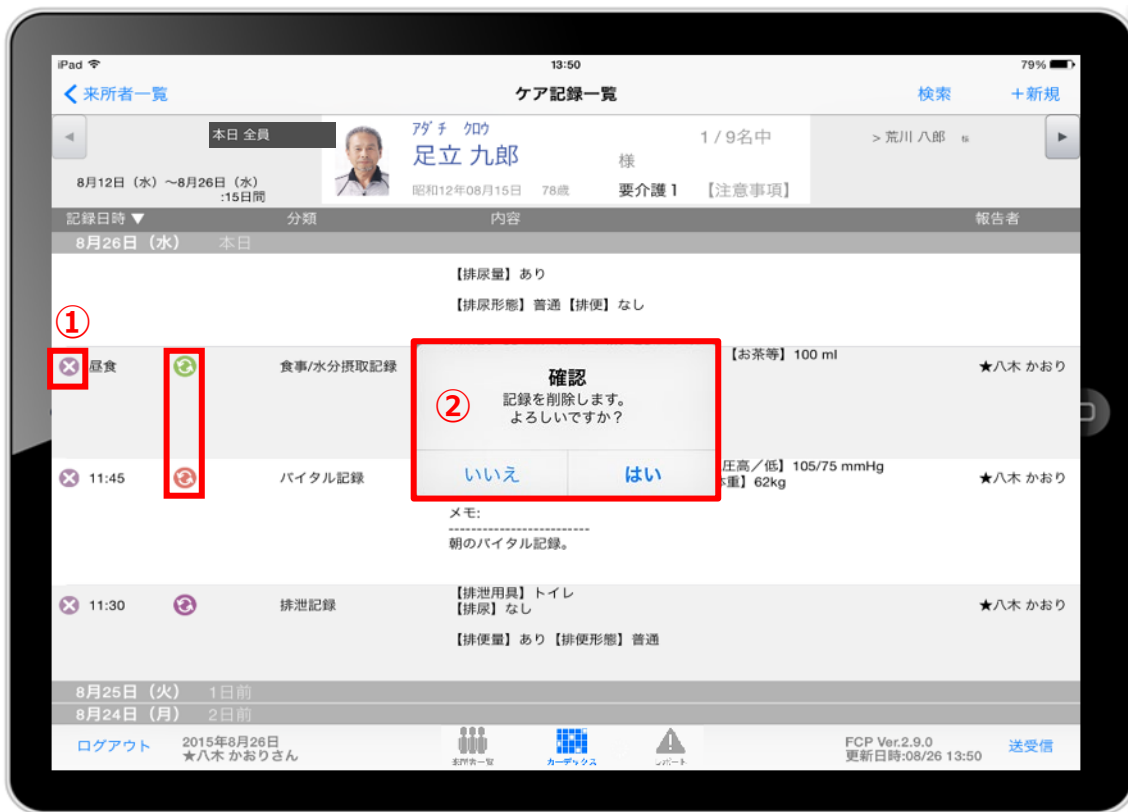 iPad 13:50 79%
来所者一覧 ケア記録一覧 検索 +新規
本日 全員
アダチ クロウ
足立 九郎 様
1 / 9名中
> 荒川 八郎 様
8月12日（水）～8月26日（水）
:15日間
昭和12年08月15日 78歳 要介護1 【注意事項】
記録日時▼ 分類 内容 報告者
8月26日（水） 本日
【排尿量】あり
【排尿形態】普通【排便】なし
①
昼食 食事/水分摂取記録 【お茶等】100 ml ★八木 かおり
②
確認
記録を削除します。
よろしいですか？
いいえ はい
11:45 バイタル記録 圧高／低】105/75 mmHg ★八木 かおり
重】62kg
メモ:
-------------------------
朝のバイタル記録。
11:30 排泄記録 【排泄用具】トイレ ★八木 かおり
【排尿】なし
【排便量】あり【排便形態】普通
8月25日（火） 1日前
8月24日（月） 2日前
ログアウト 2015年8月26日
★八木 かおりさん
来所者一覧 カーデックス レポート
FCP Ver.2.9.0
更新日時:08/26 13:50
送受信